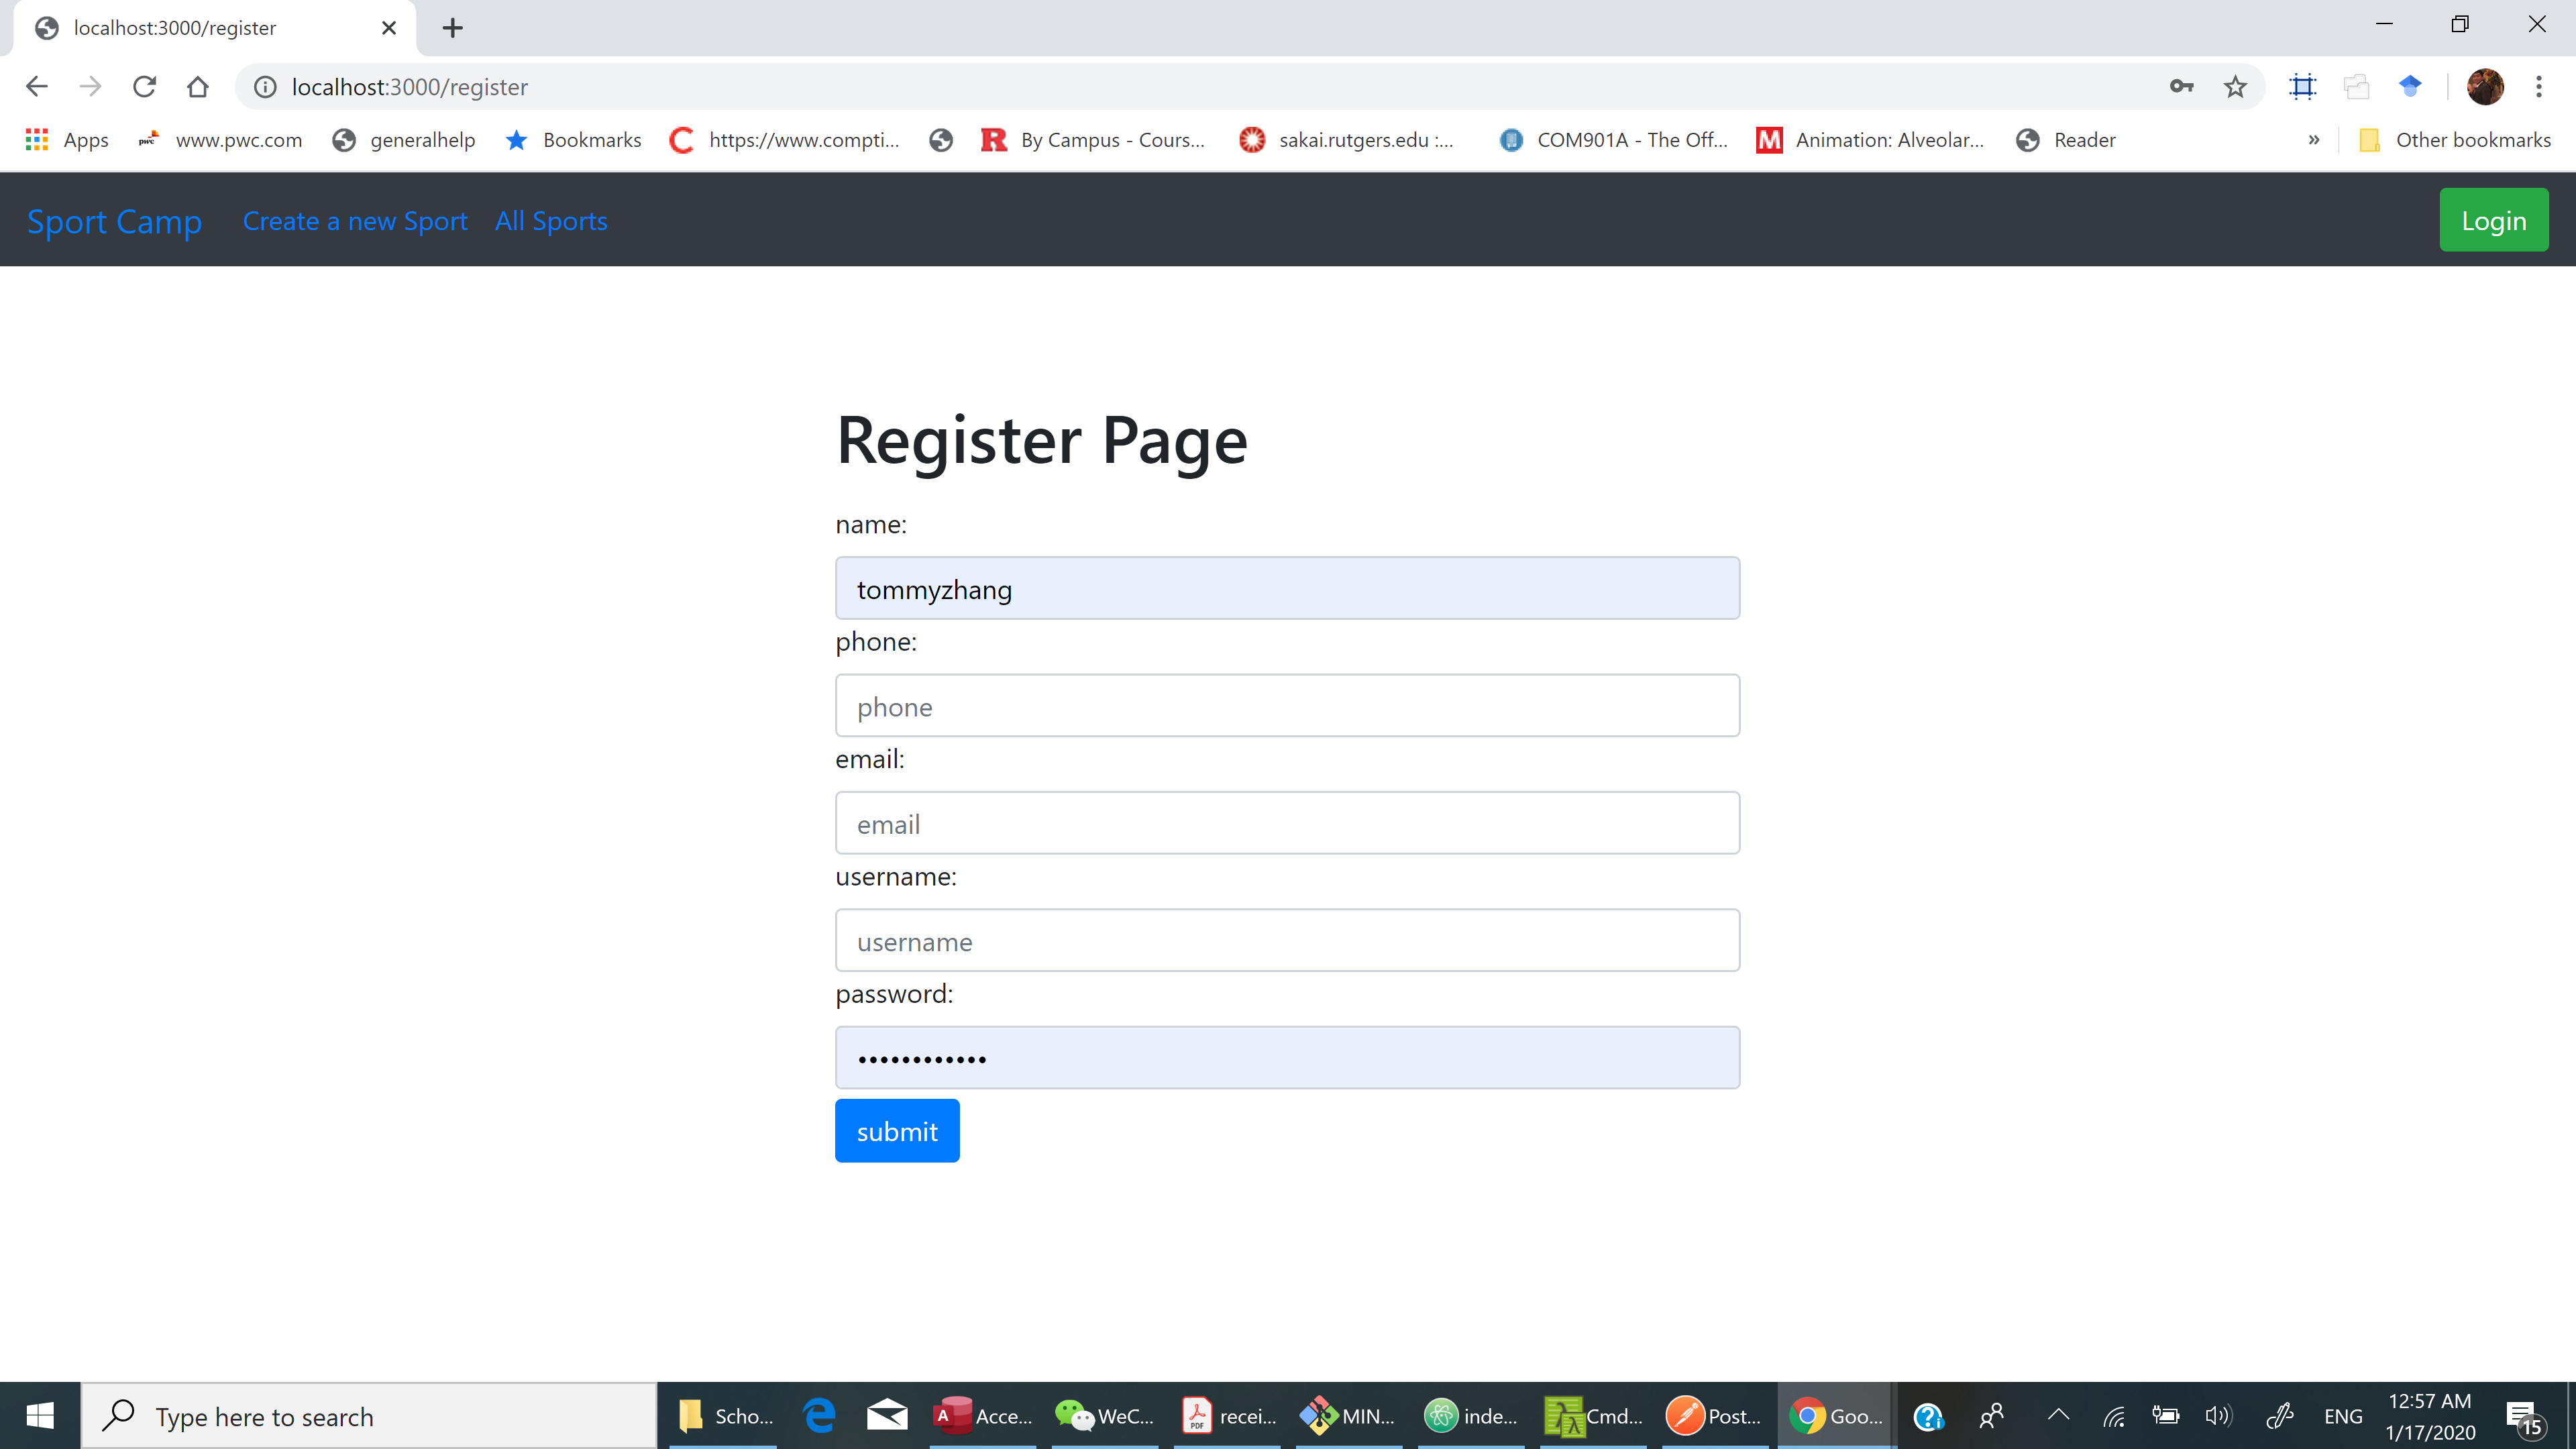 localhost:3000/register
localhost:3000/register
Apps www.pwc.com generalhelp Bookmarks https://www.compti... By Campus - Cours... sakai.rutgers.edu :... COM901A - The Off... Animation: Alveolar... Reader » Other bookmarks
Sport Camp Create a new Sport All Sports Login
Register Page
name:
tommyzhang
phone:
phone
email:
email
username:
username
password:
••••••••••••
submit
Type here to search Scho... Acce... WeC... recei... MIN... inde... Cmd... Post... Goo... ENG 12:57 AM 15
1/17/2020